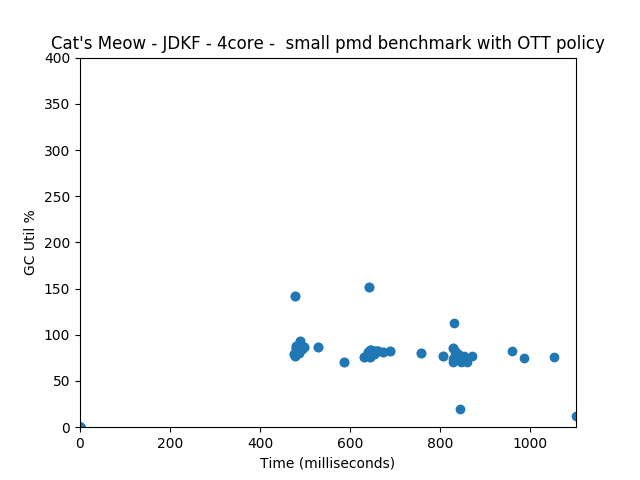 Cat's Meow - JDKF - 4core -  small pmd benchmark with OTT policy
400
350
300
250
200
150
100
50
0
GC Util %
0 200 400 600 800 1000
Time (milliseconds)